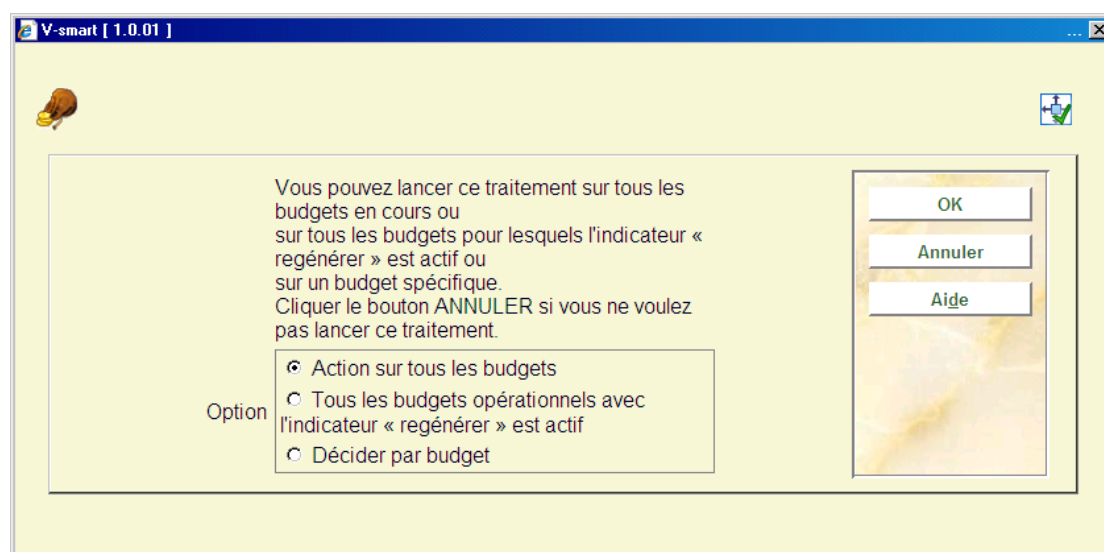 V-smart [ 1.0.01 ]
...
Vous pouvez lancer ce traitement sur tous les
budgets en cours ou
sur tous les budgets pour lesquels l'indicateur «
regénérer » est actif ou
sur un budget spécifique.
Cliquer le bouton ANNULER si vous ne voulez
pas lancer ce traitement.
Option
Action sur tous les budgets
Tous les budgets opérationnels avec
l'indicateur « regénérer » est actif
Décider par budget
OK
Annuler
Aide